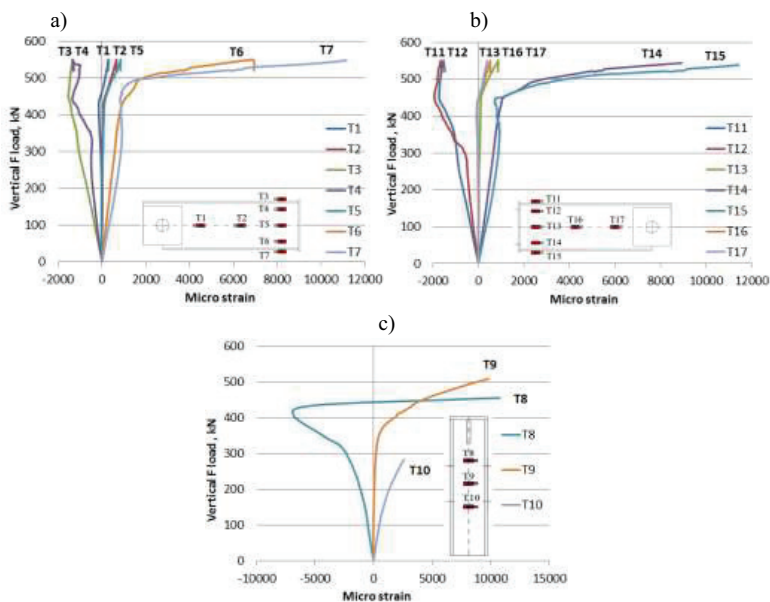 a)
T3 T4 T1 T2 T5 T6 T7
600
500
400
300
200
100
0
Vertical F load, kN
-2000 0 2000 4000 6000 8000 10000 12000
Micro strain
T1
T2
T3
T4
T5
T6
T7
T3
T4
T1 T2 T5
T6
T7
b)
T11 T12 T13 T16 T17 T14 T15
600
500
400
300
200
100
0
Vertical F load, kN
-2000 0 2000 4000 6000 8000 10000 12000
Micro strain
T11
T12
T13
T14
T15
T16
T17
T11
T12
T13 T16 T17
T14
T15
c)
T9
T8
T10
600
500
400
300
200
100
0
Vertical F load, kN
-10000 -5000 0 5000 10000 15000
Micro strain
T8
T9
T10
T8
T9
T10